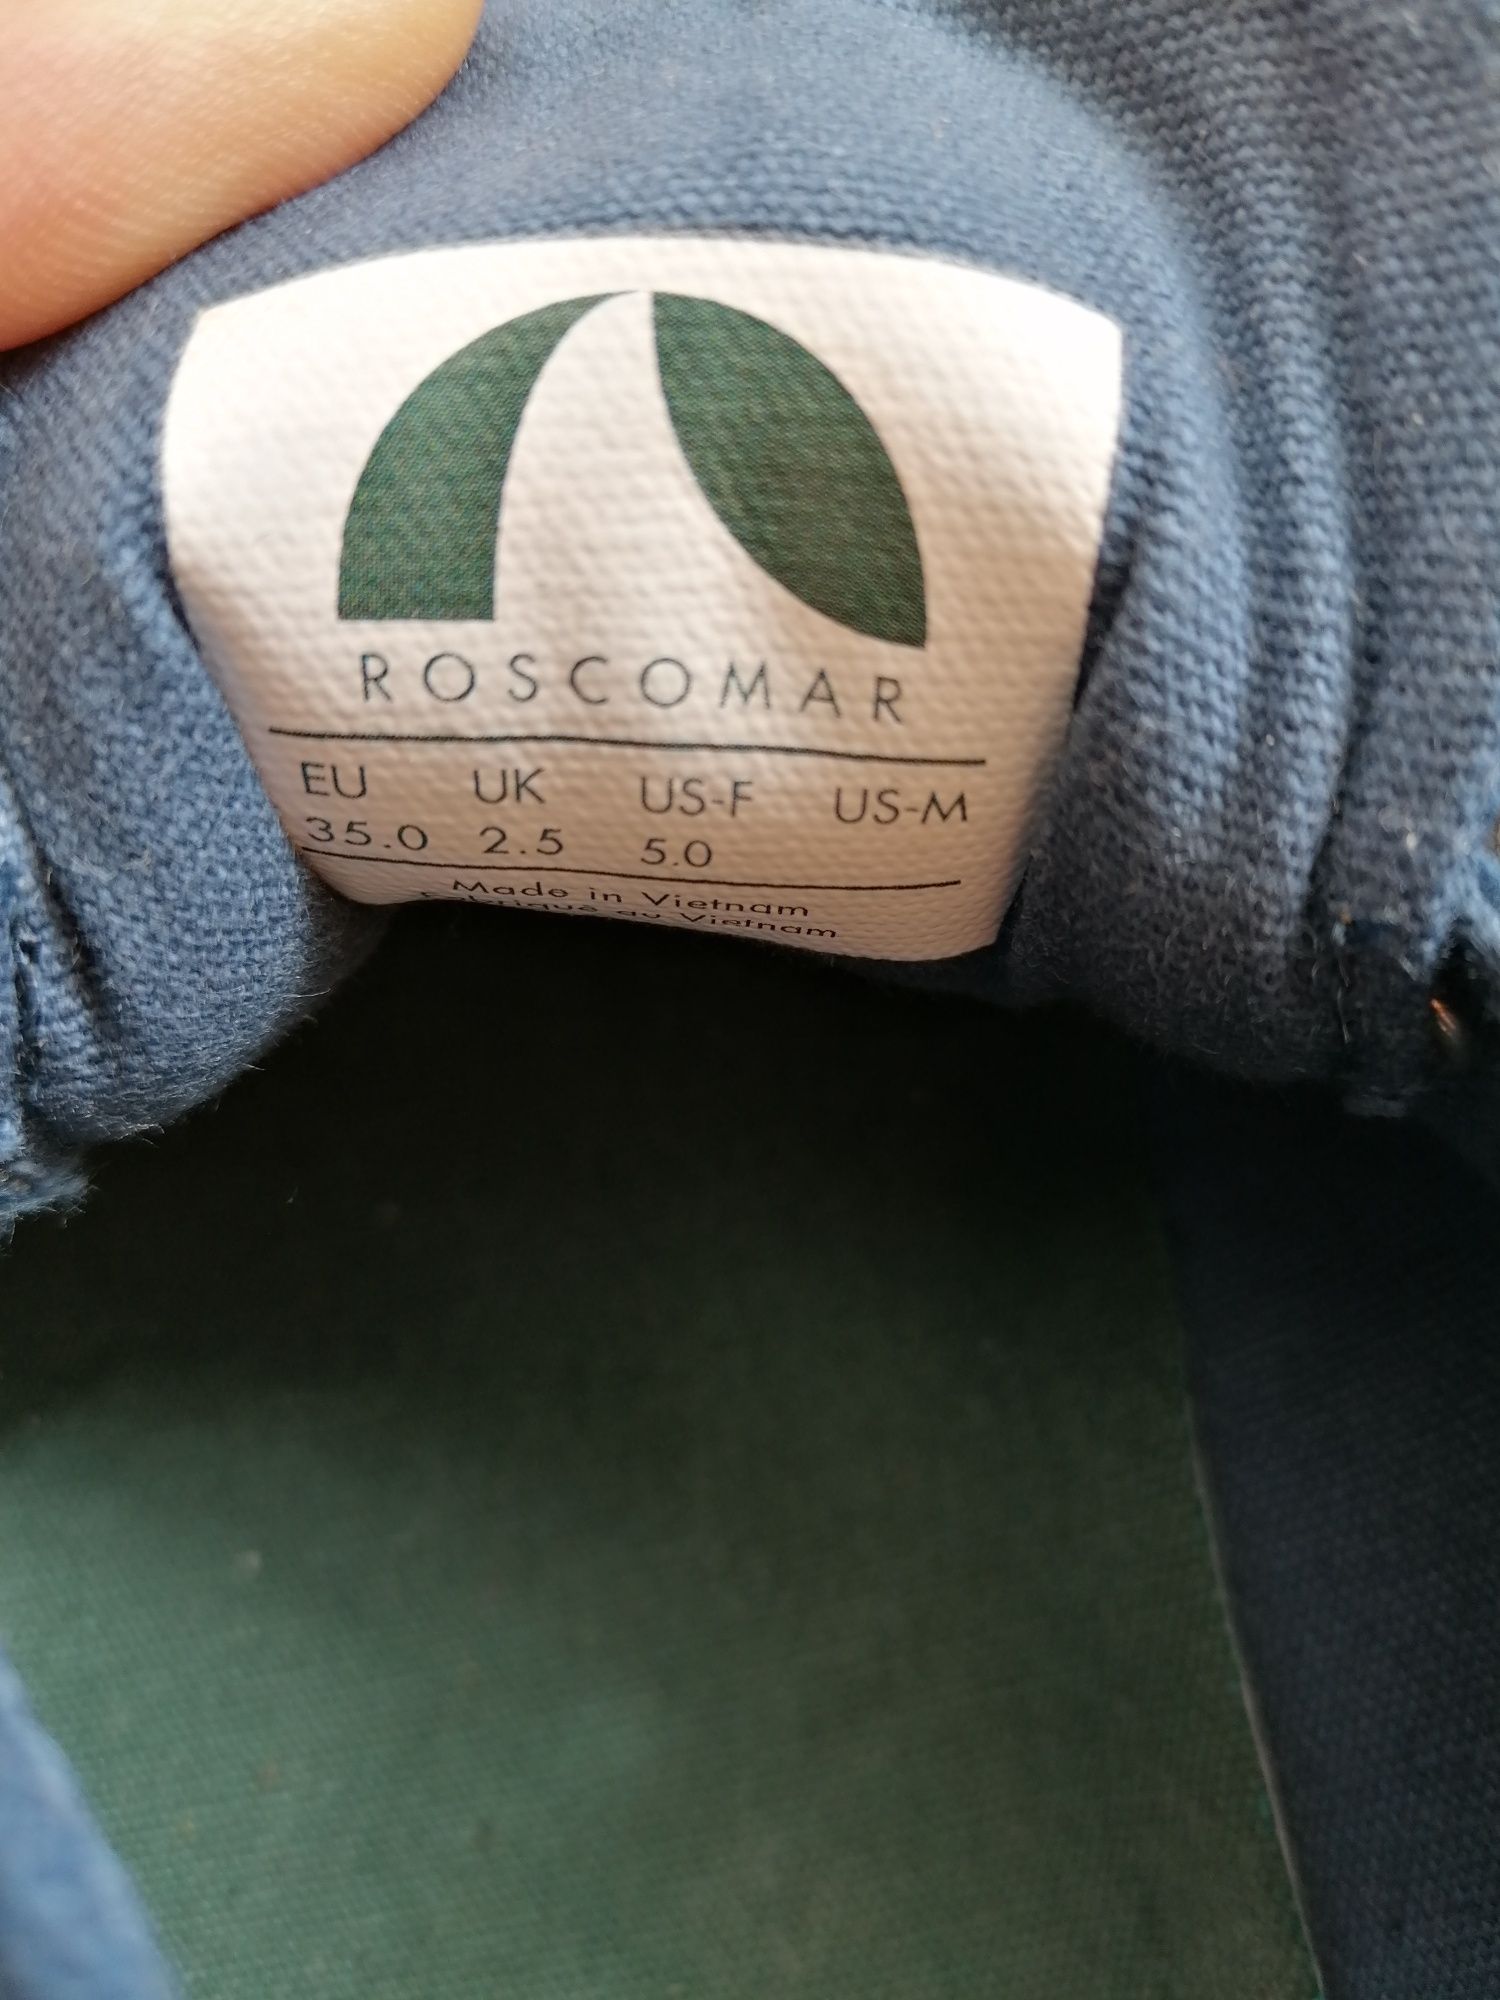 ROSCOMAR
EU UK US-F US-M
35.0 2.5 5.0
Made in Vietnam
Fabriqué au Vietnam